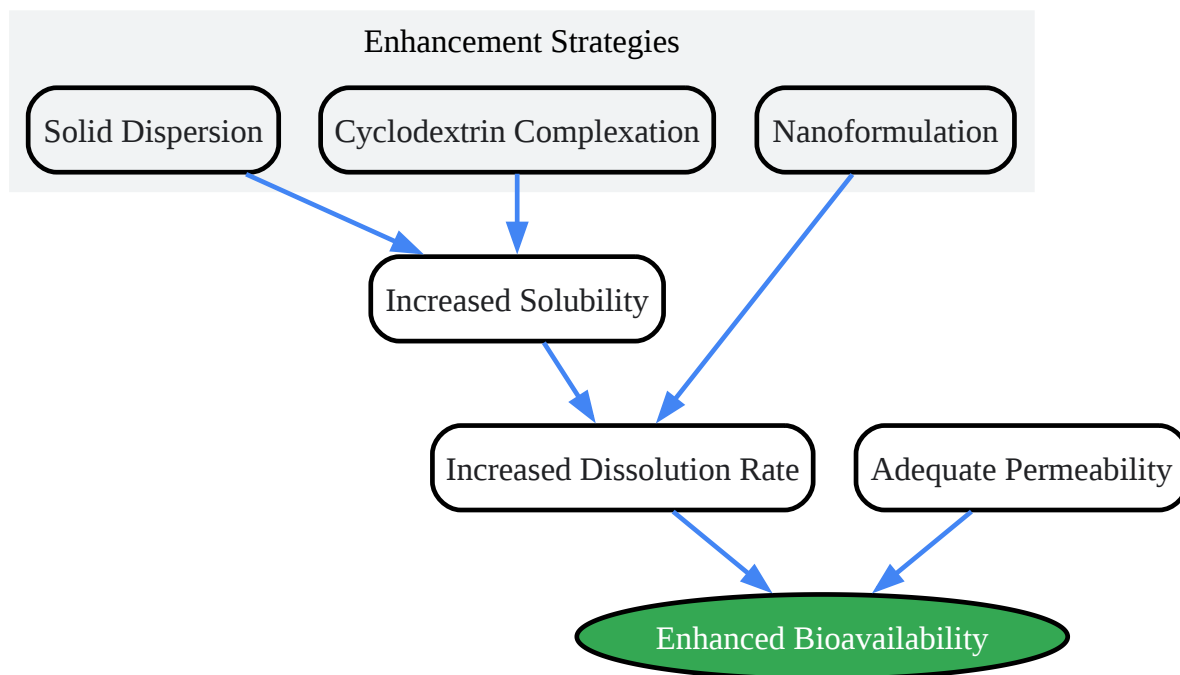 Enhancement Strategies
Solid Dispersion
Cyclodextrin Complexation
Nanoformulation
Increased Solubility
Increased Dissolution Rate
Adequate Permeability
Enhanced Bioavailability